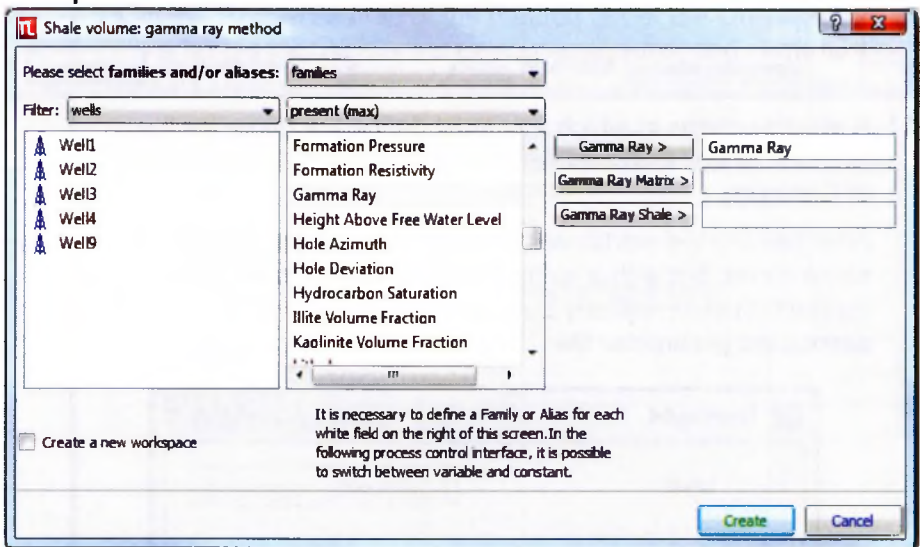 Shale volume: gamma ray method
Please select families and/or aliases: families
Filter: wells present (max)
Well1
Well2
Well3
Well4
Well9
Formation Pressure
Formation Resistivity
Gamma Ray
Height Above Free Water Level
Hole Azimuth
Hole Deviation
Hydrocarbon Saturation
Illite Volume Fraction
Kaolinite Volume Fraction
Gamma Ray > Gamma Ray
Gamma Ray Matrix >
Gamma Ray Shale >
Create a new workspace
It is necessary to define a Family or Alias for each
white field on the right of this screen.In the
following process control interface, it is possible
to switch between variable and constant.
Create Cancel